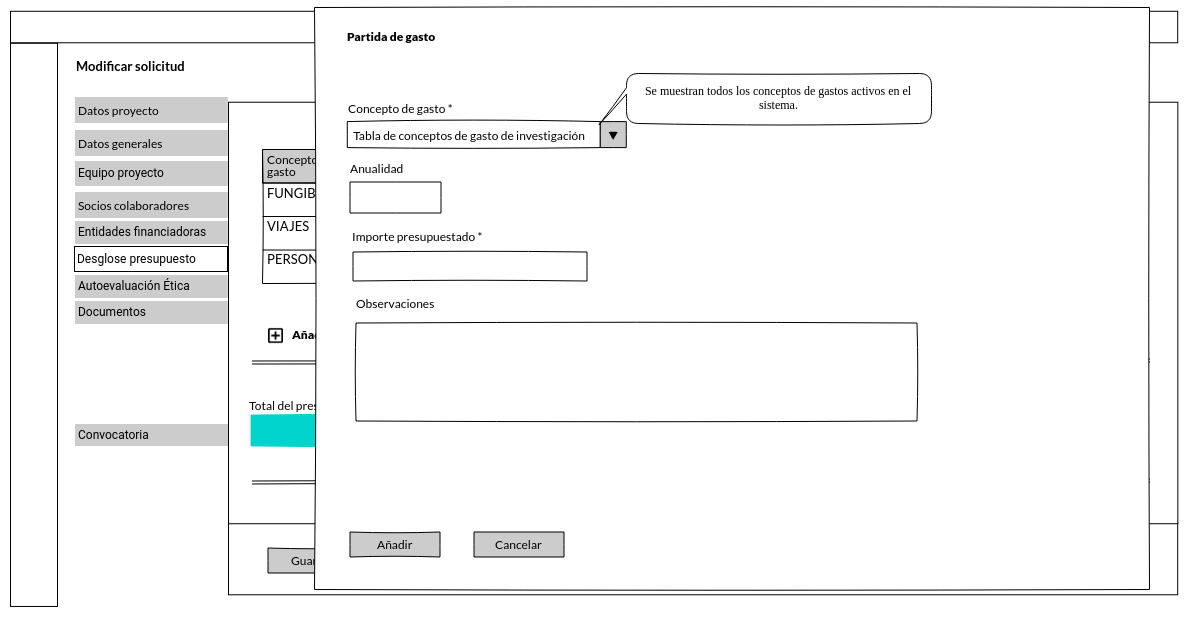 Partida de gasto
Modificar solicitud
Datos proyecto
Datos generales
Equipo proyecto
Socios colaboradores
Entidades financiadoras
Desglose presupuesto
Autoevaluación Ética
Documentos
Convocatoria
Concepto
gasto
FUNGIB
VIAJES
PERSON
Aña
Total del pres
Guar
Concepto de gasto *
Tabla de conceptos de gasto de investigación
Se muestran todos los conceptos de gastos activos en el
sistema.
Anualidad
Importe presupuestado *
Observaciones
Añadir
Cancelar